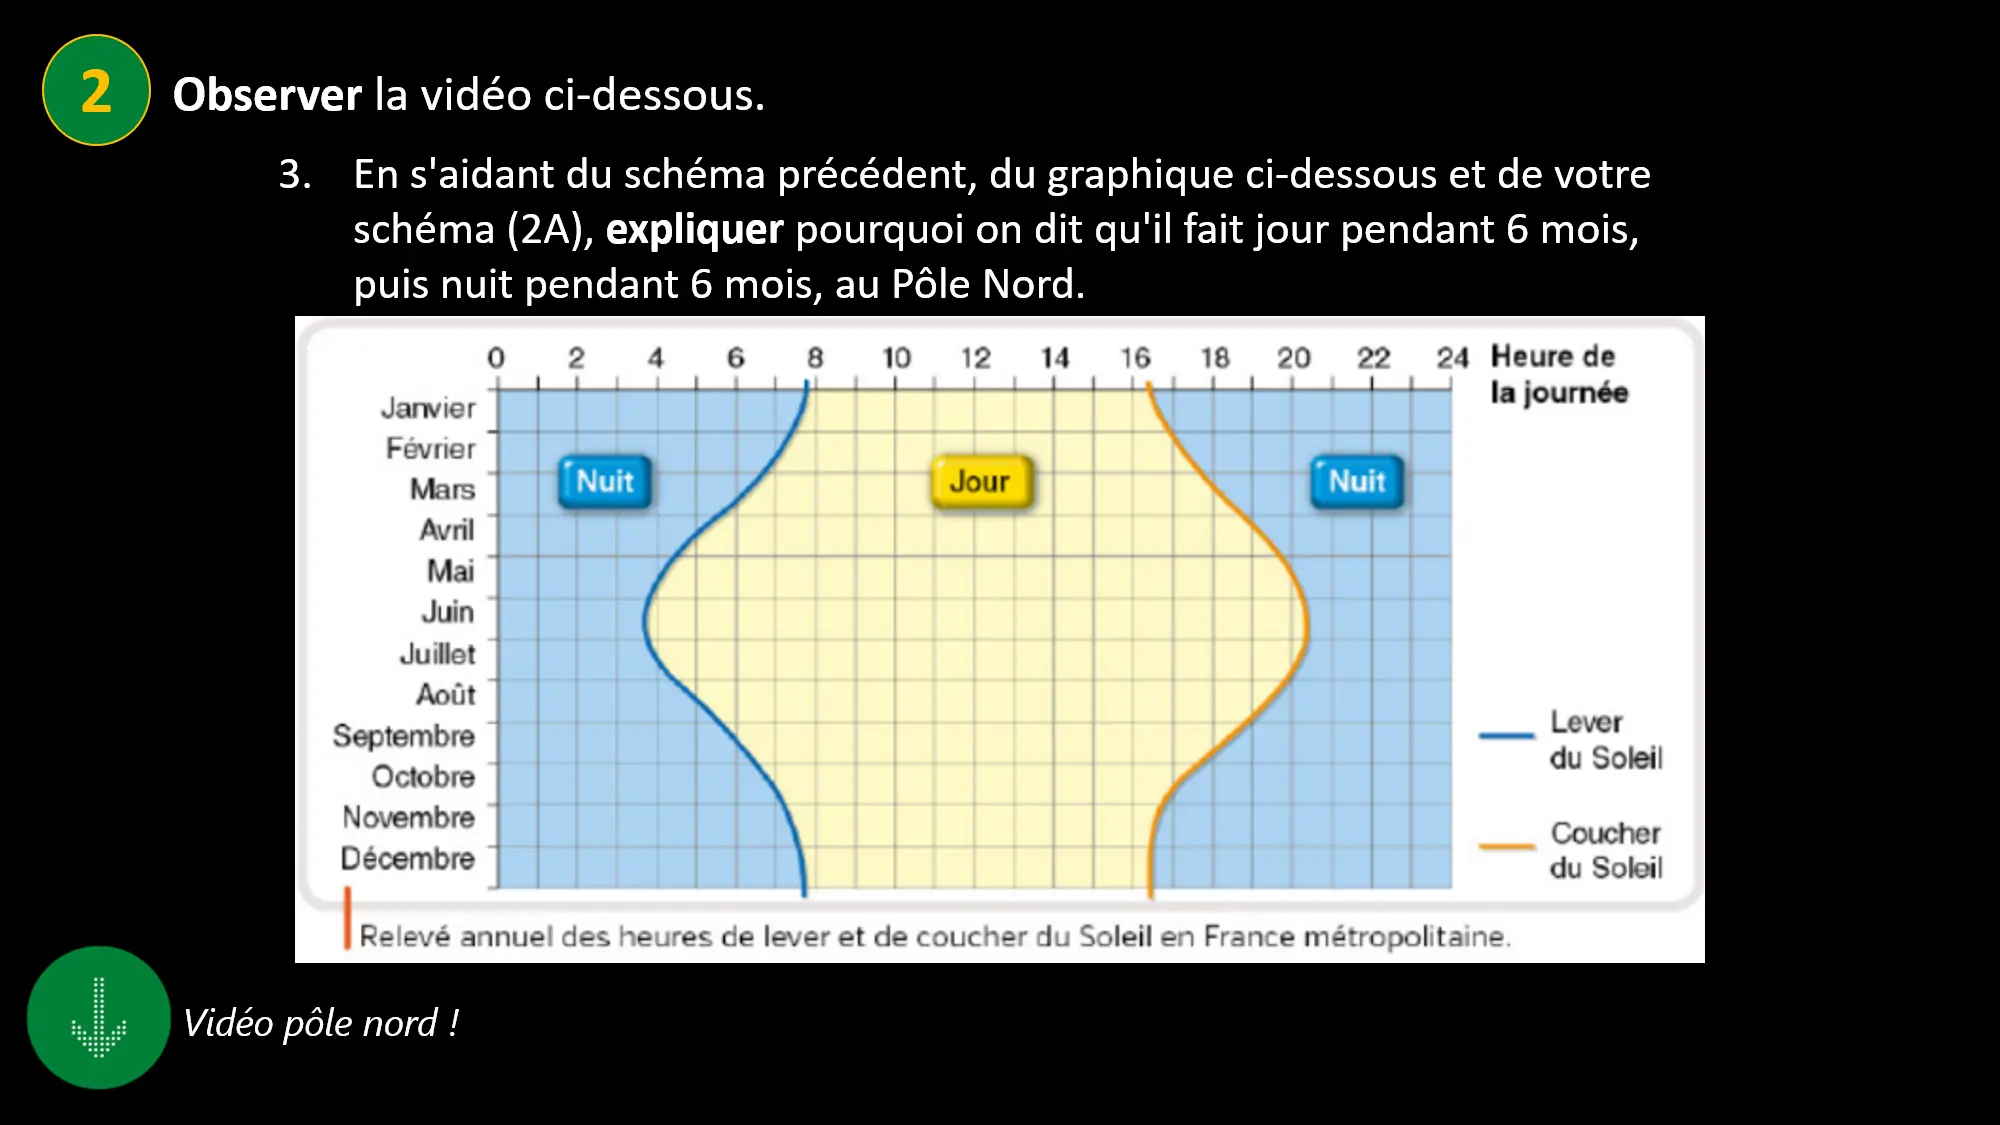 2
Observer la vidéo ci-dessous.
3. En s'aidant du schéma précédent, du graphique ci-dessous et de votre
schéma (2A), expliquer pourquoi on dit qu'il fait jour pendant 6 mois,
puis nuit pendant 6 mois, au Pôle Nord.
0 2 4 6 8 10 12 14 16 18 20 22 24 Heure de
la journée
Janvier
Février
Mars
Avril
Mai
Juin
Juillet
Août
Septembre
Octobre
Novembre
Décembre
Nuit Jour Nuit
Lever
du Soleil
Coucher
du Soleil
Relevé annuel des heures de lever et de coucher du Soleil en France métropolitaine.
Vidéo pôle nord !